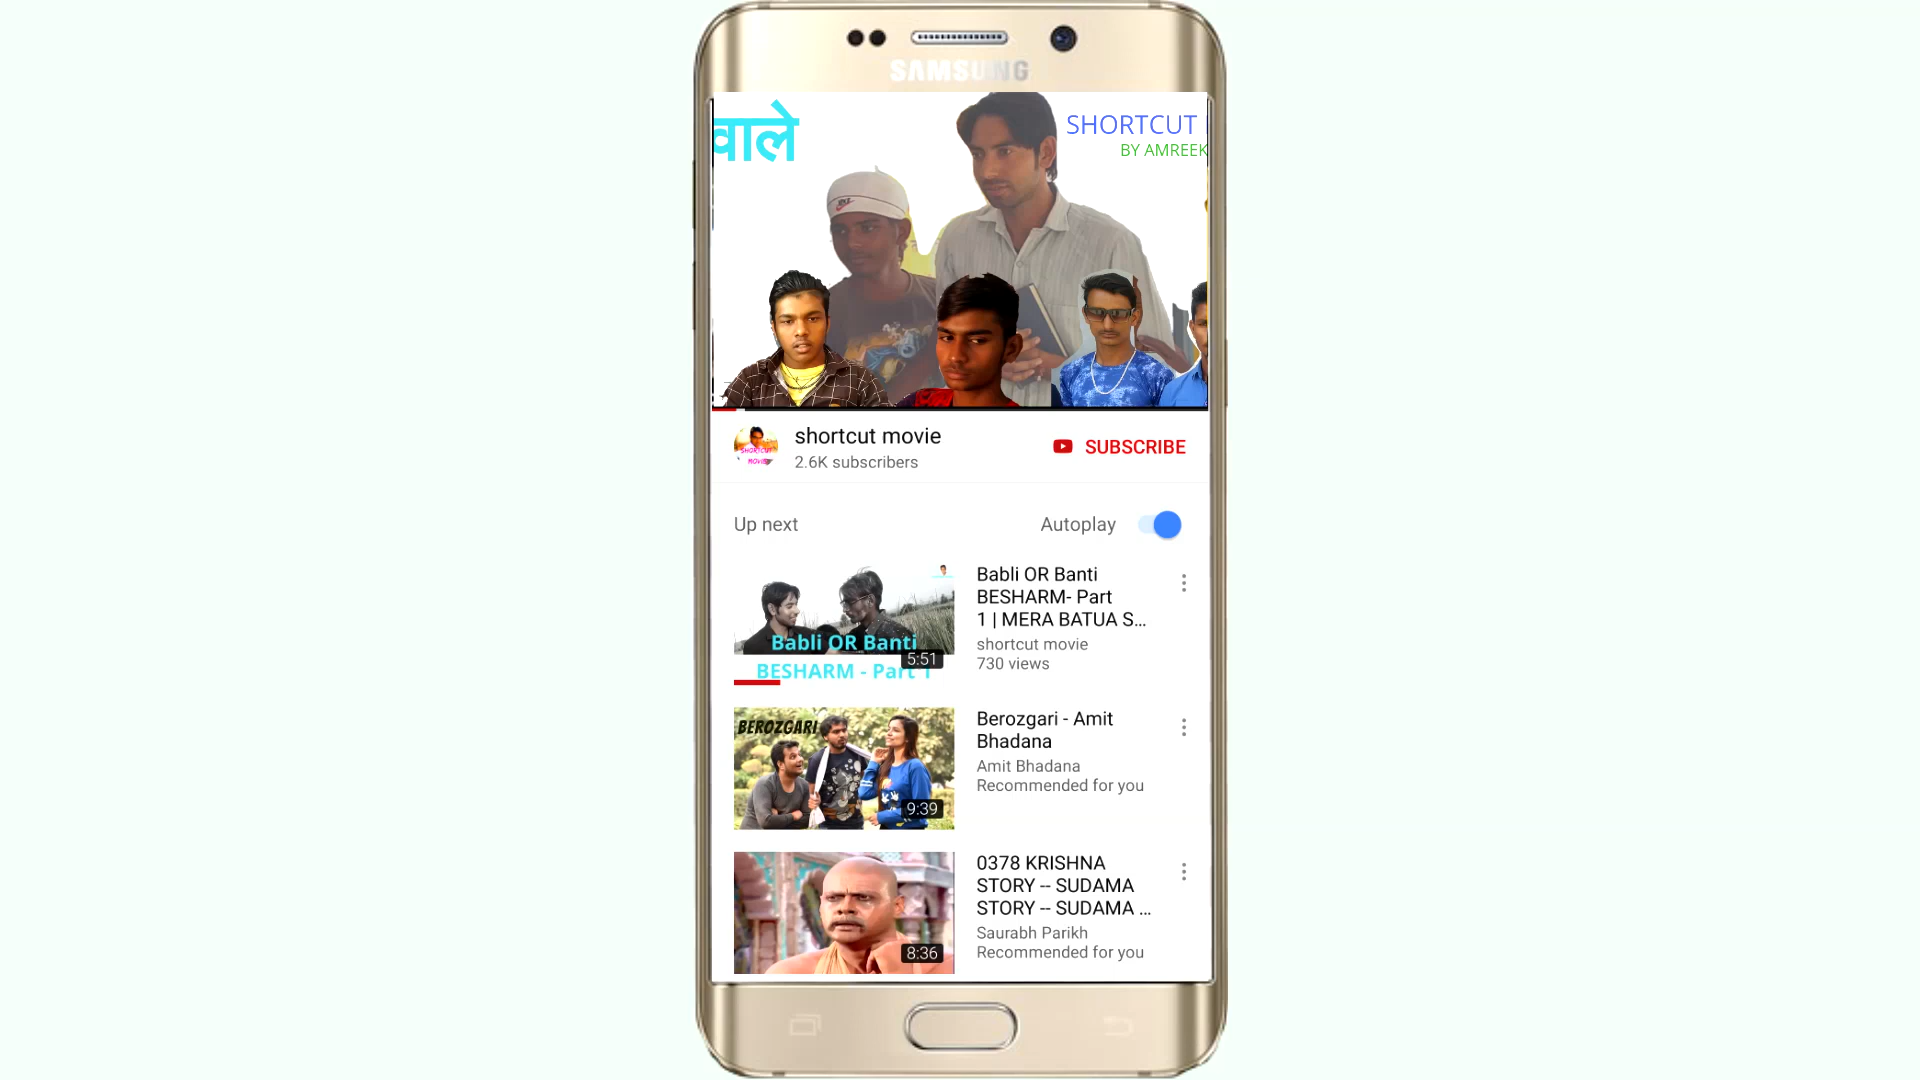 SAMSUNG
वाले
SHORTCUT
BY AMREEK
shortcut movie
2.6K subscribers
SUBSCRIBE
Up next
Autoplay
Babli OR Banti
BESHARM - Part 1
5:51
Babli OR Banti
BESHARM- Part
1 | MERA BATUA S...
shortcut movie
730 views
BEROZGARI
9:39
Berozgari - Amit
Bhadana
Amit Bhadana
Recommended for you
8:36
0378 KRISHNA
STORY -- SUDAMA
STORY -- SUDAMA ...
Saurabh Parikh
Recommended for you